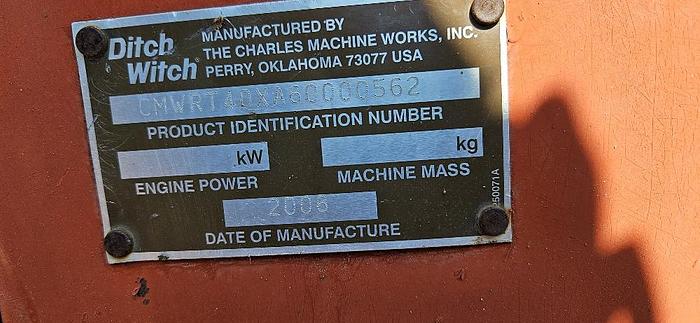 Ditch Witch
MANUFACTURED BY
THE CHARLES MACHINE WORKS, INC.
PERRY, OKLAHOMA 73077 USA
CMWRT40XA60000562
PRODUCT IDENTIFICATION NUMBER
kW
kg
ENGINE POWER
MACHINE MASS
2006
DATE OF MANUFACTURE
250071A